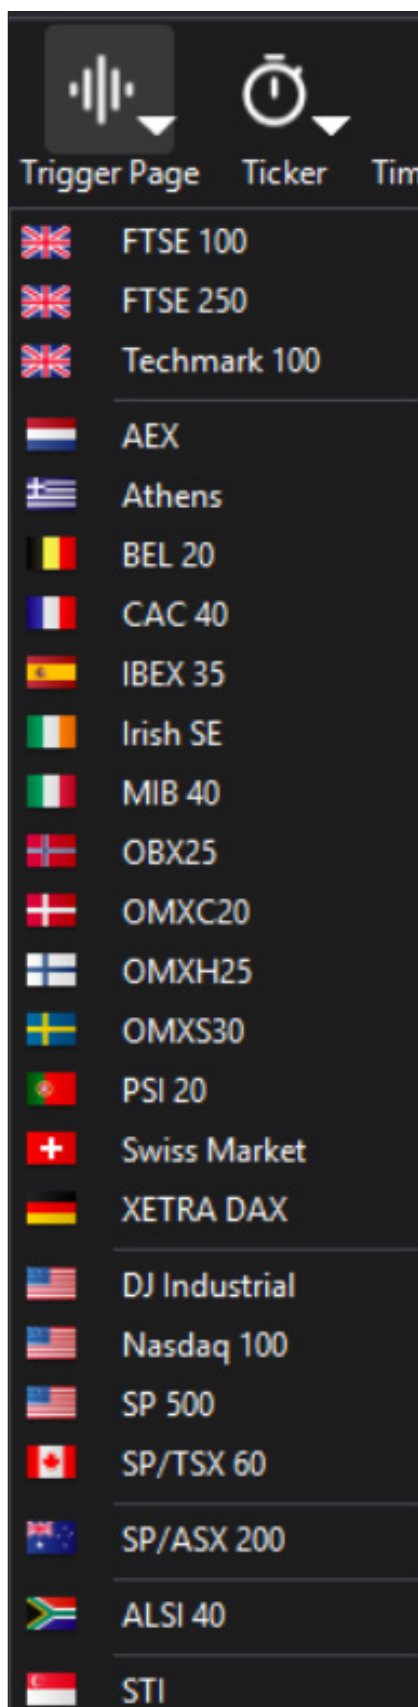 Trigger Page Ticker Tim
FTSE 100
FTSE 250
Techmark 100
AEX
Athens
BEL 20
CAC 40
IBEX 35
Irish SE
MIB 40
OBX25
OMXC20
OMXH25
OMXS30
PSI 20
Swiss Market
XETRA DAX
DJ Industrial
Nasdaq 100
SP 500
SP/TSX 60
SP/ASX 200
ALSI 40
STI